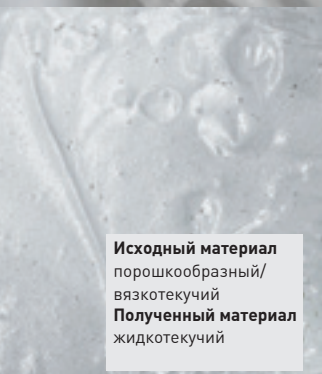 Исходный материал
порошкообразный/
вязкотекучий
Полученный материал
жидкотекучий